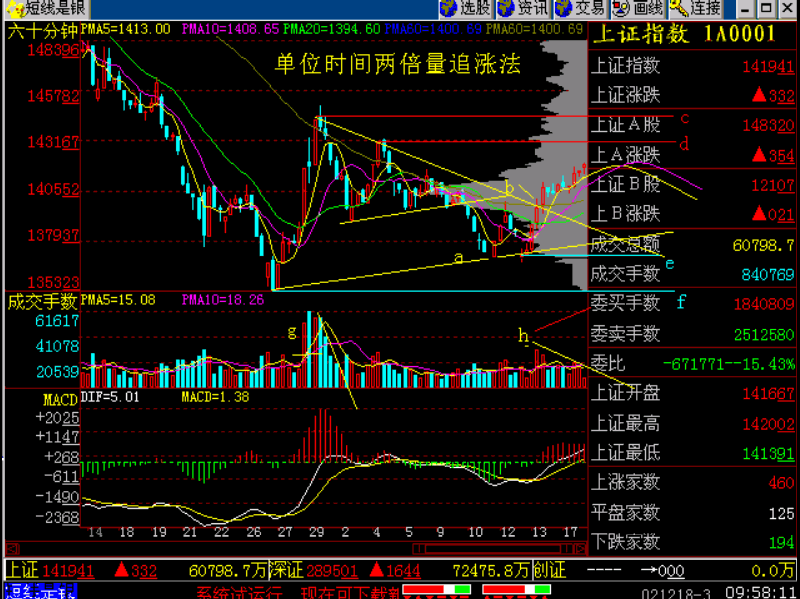 短线是银 选股 资讯 交易 画线 连接
六十分钟 PMA5=1413.00 PMA10=1408.65 PMA20=1394.60 PMA50=1400.69 PMA60=1400.69
上证指数 1A0001
单位时间两倍量追涨法
148396
145782
143167
140552
137937
135323
c
d
b
a
e
f
g
h
成交手数 PMA5=15.08 PMA10=18.26
61617
41078
20539
MACD DIF=5.01 MACD=1.38
+2025
+1147
+268
-611
-1490
-2368
14 18 19 21 22 26 27 29 2 4 5 9 10 12 13 17
上证指数 141941
上证涨跌 ▲332
上证A股 148320
上A涨跌 ▲354
上证B股 12107
上B涨跌 ▲021
成交总额 60798.7
成交手数 840769
委买手数 1840809
委卖手数 2512580
委比 -671771--15.43%
上证开盘 141667
上证最高 142002
上证最低 141391
上涨家数 460
平盘家数 125
下跌家数 194
上证 141941 ▲332 60798.7万 深证 289501 ▲1644 72475.8万 创证 ---- →000 0.0万
短线是银 系统试运行 现在可下载新 021218-3 09:58:11